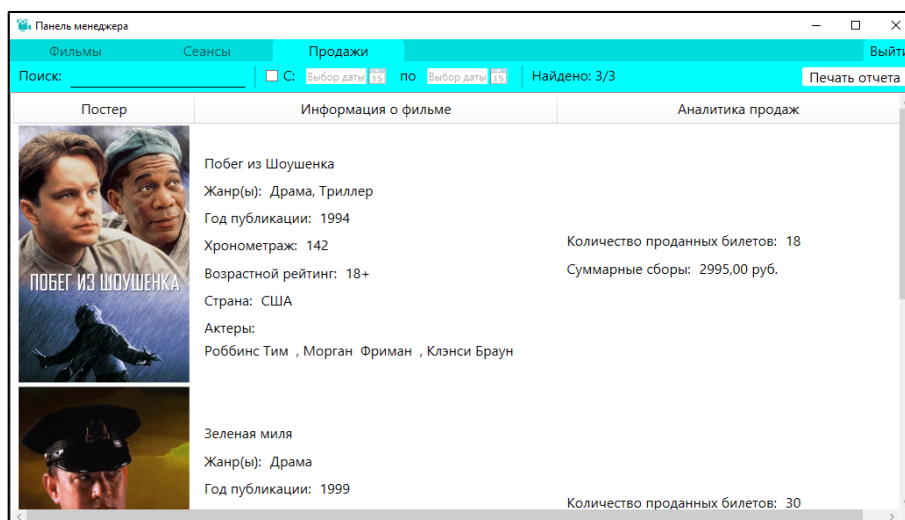 Панель менеджера
Фильмы Сеансы Продажи Выйти
Поиск: С: Выбор даты 15 по Выбор даты 15 Найдено: 3/3 Печать отчета
Постер Информация о фильме Аналитика продаж
Побег из Шоушенка
Жанр(ы): Драма, Триллер
Год публикации: 1994
Хронометраж: 142
Количество проданных билетов: 18
Возрастной рейтинг: 18+
Суммарные сборы: 2995,00 руб.
ПОБЕГ ИЗ ШОУШЕНКА
Страна: США
Актеры:
Роббинс Тим , Морган Фриман , Клэнси Браун
Зеленая миля
Жанр(ы): Драма
Год публикации: 1999
Количество проданных билетов: 30